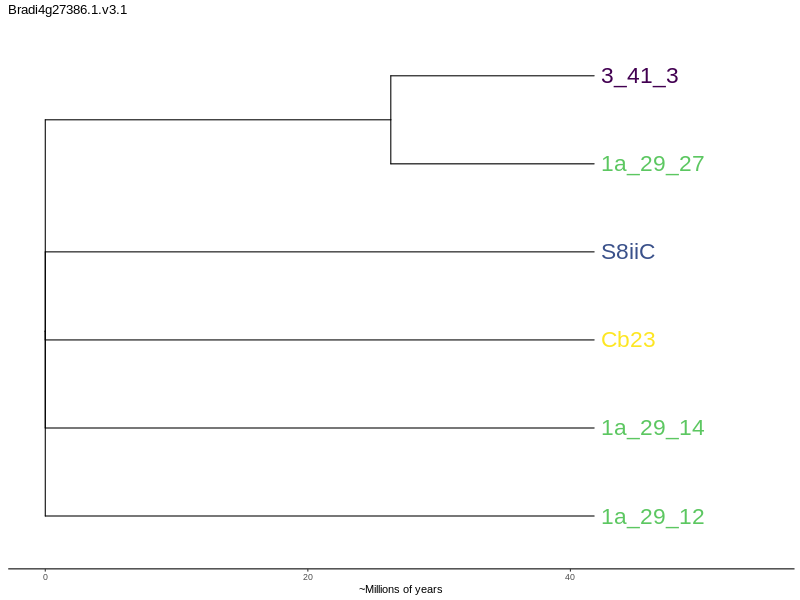 Bradi4g27386.1.v3.1
3_41_3
1a_29_27
S8iiC
Cb23
1a_29_14
1a_29_12
0 20 40
~Millions of years